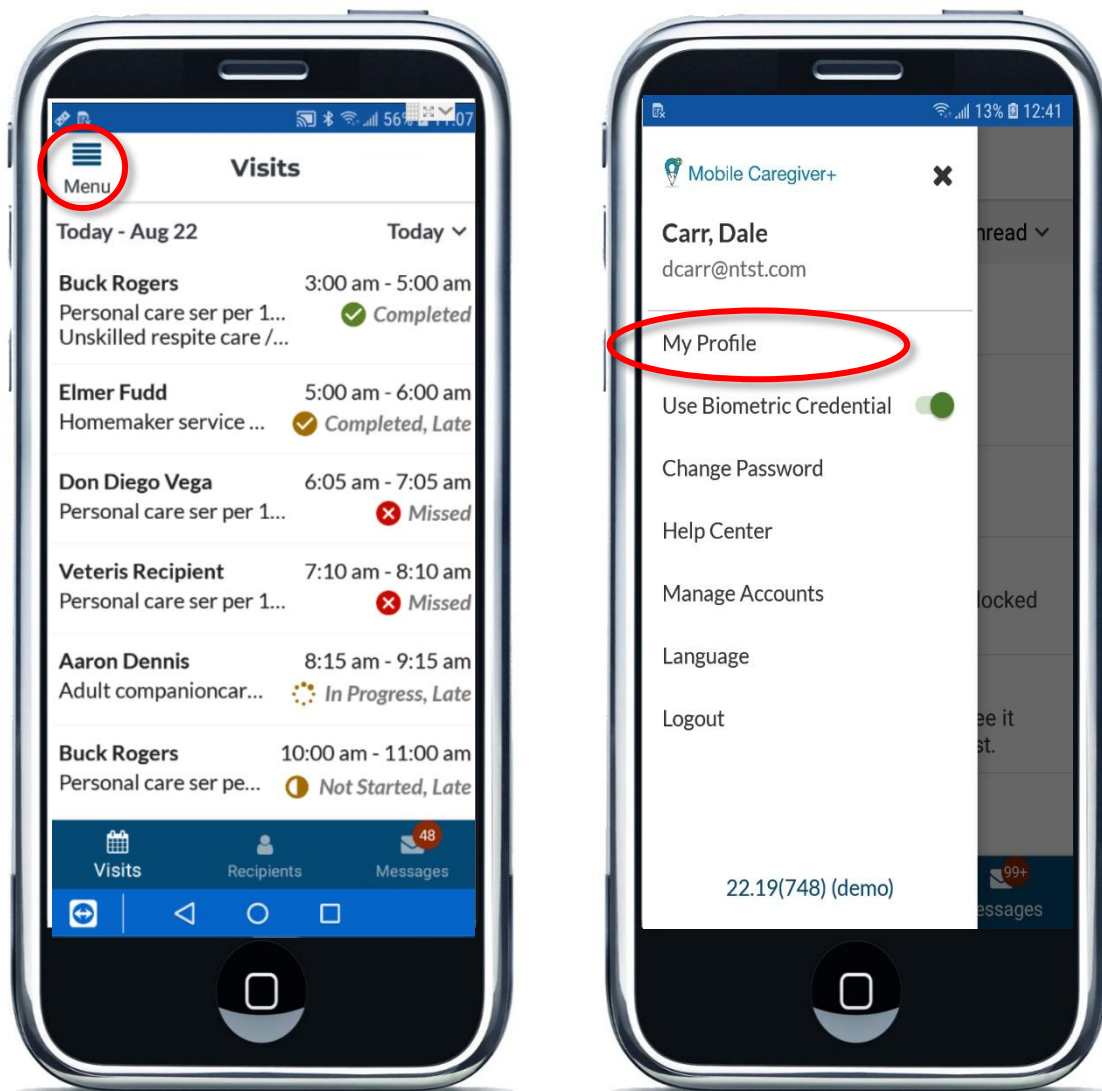 56%
07
Menu
Visits
Today - Aug 22
Today
Buck Rogers
3:00 am - 5:00 am
Personal care ser per 1...
Completed
Unskilled respite care /...
Elmer Fudd
5:00 am - 6:00 am
Homemaker service ...
Completed, Late
Don Diego Vega
6:05 am - 7:05 am
Personal care ser per 1...
Missed
Veteris Recipient
7:10 am - 8:10 am
Personal care ser per 1...
Missed
Aaron Dennis
8:15 am - 9:15 am
Adult companioncar...
In Progress, Late
Buck Rogers
10:00 am - 11:00 am
Personal care ser pe...
Not Started, Late
48
Visits
Recipients
Messages
13% 12:41
Mobile Caregiver+
Carr, Dale
nread
dcarr@ntst.com
My Profile
Use Biometric Credential
Change Password
Help Center
Manage Accounts
locked
Language
Logout
ee it
st.
22.19(748) (demo)
99+
essages